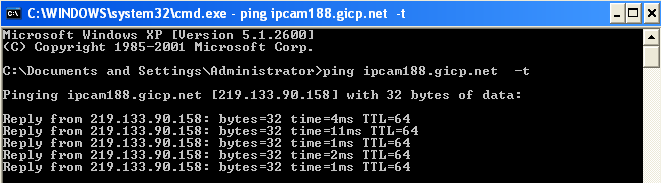 C:\WINDOWS\system32\cmd.exe - ping ipcam188.gicp.net -t
Microsoft Windows XP [Version 5.1.2600]
(C) Copyright 1985-2001 Microsoft Corp.
C:\Documents and Settings\Administrator>ping ipcam188.gicp.net  -t
Pinging ipcam188.gicp.net [219.133.90.158] with 32 bytes of data:
Reply from 219.133.90.158: bytes=32 time=4ms TTL=64
Reply from 219.133.90.158: bytes=32 time=11ms TTL=64
Reply from 219.133.90.158: bytes=32 time=1ms TTL=64
Reply from 219.133.90.158: bytes=32 time=2ms TTL=64
Reply from 219.133.90.158: bytes=32 time=1ms TTL=64